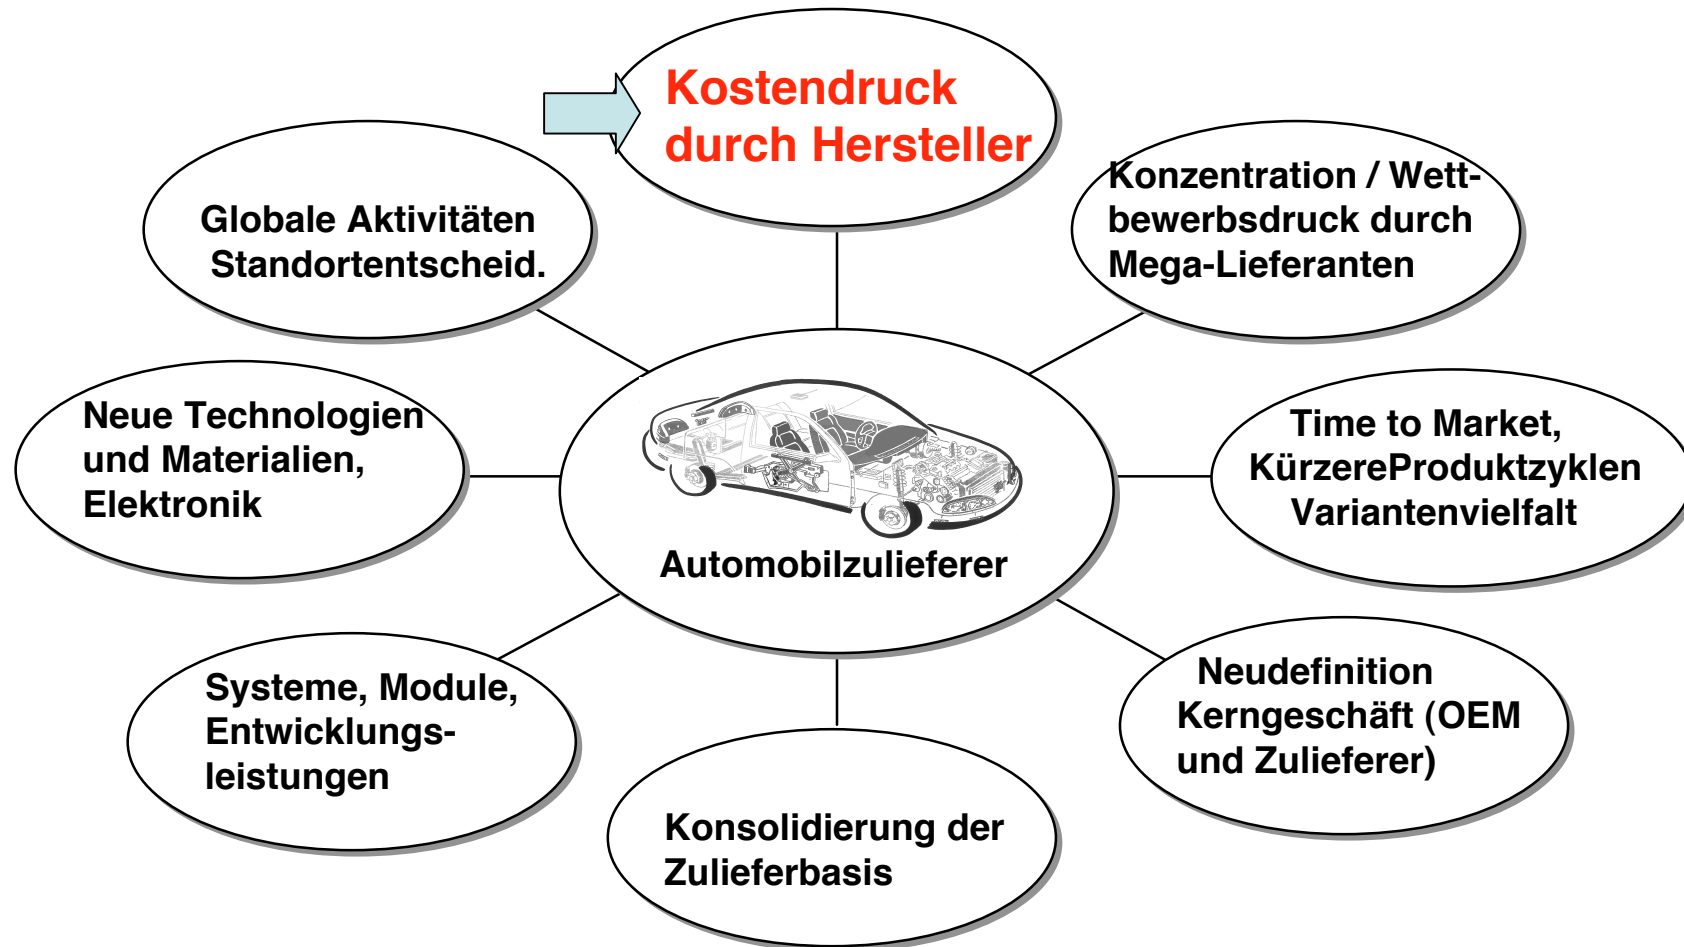 Kostendruck
durch Hersteller
Konzentration / Wett-
bewerbsdruck durch
Mega-Lieferanten
Globale Aktivitäten
Standortentscheid.
Neue Technologien
und Materialien,
Elektronik
Time to Market,
KürzereProduktzyklen
Variantenvielfalt
Automobilzulieferer
Systeme, Module,
Entwicklungs-
leistungen
Neudefinition
Kerngeschäft (OEM
und Zulieferer)
Konsolidierung der
Zulieferbasis